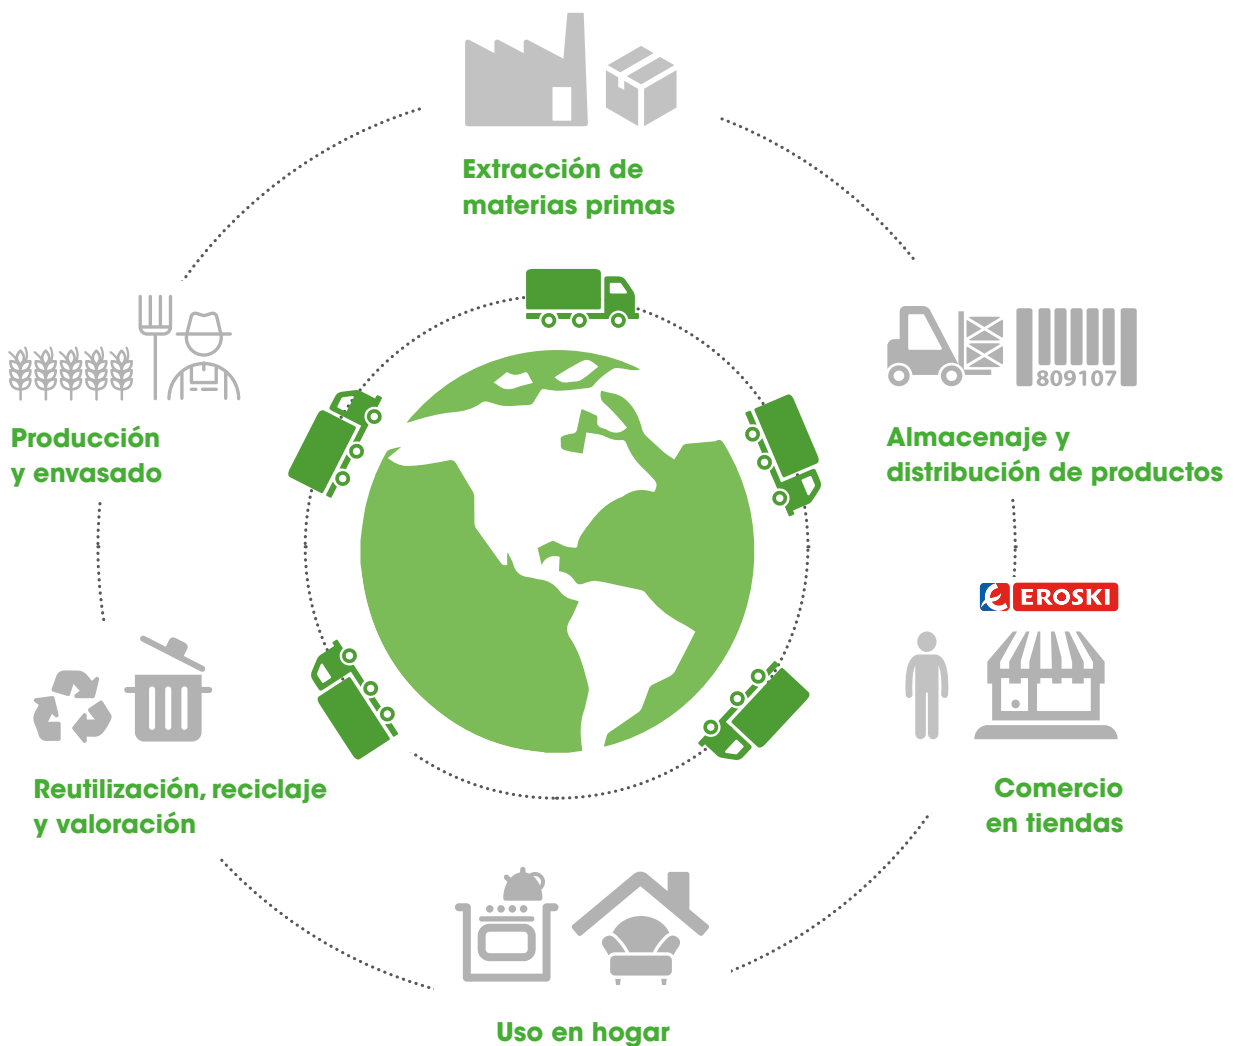 Extracción de
materias primas
809107
Almacenaje y
distribución de productos
EROSKI
Comercio
en tiendas
Uso en hogar
Reutilización, reciclaje
y valoración
Producción
y envasado